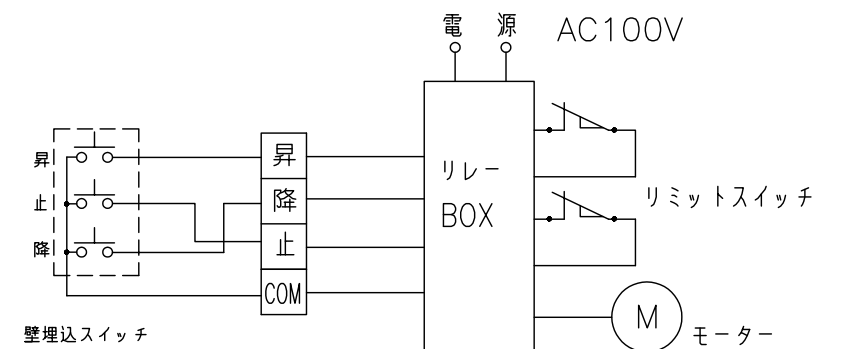 電源 AC100V
昇
止
降
昇
降
止
COM
リレー
BOX
リミットスイッチ
M
モーター
壁埋込スイッチ